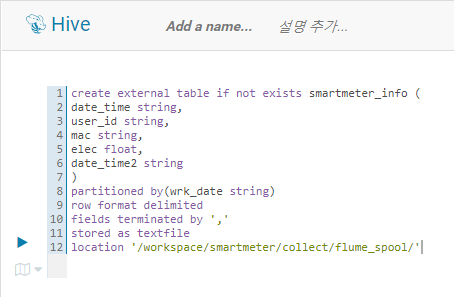 Hive
Add a name...
설명 추가...
1 create external table if not exists smartmeter_info (
2 date_time string,
3 user_id string,
4 mac string,
5 elec float,
6 date_time2 string
7 )
8 partitioned by(wrk_date string)
9 row format delimited
10 fields terminated by ','
11 stored as textfile
12 location '/workspace/smartmeter/collect/flume_spool/'